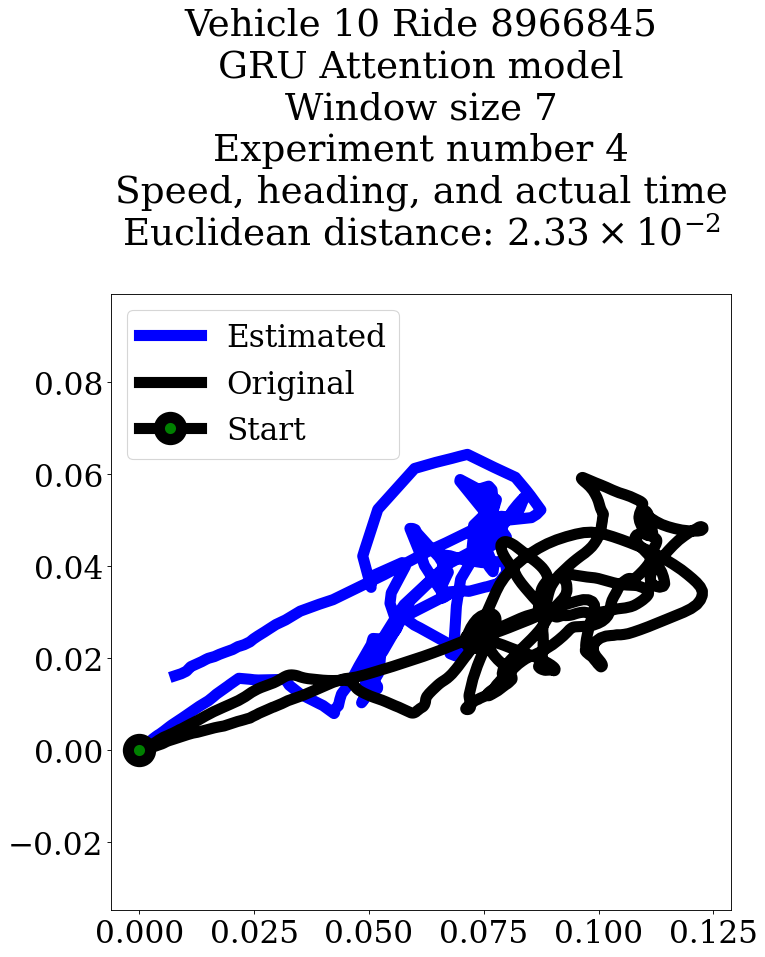 Vehicle 10 Ride 8966845
GRU Attention model
Window size 7
Experiment number 4
Speed, heading, and actual time
Euclidean distance: 2.33 × 10⁻²
Estimated
Original
Start
0.08
0.06
0.04
0.02
0.00
−0.02
0.000 0.025 0.050 0.075 0.100 0.125